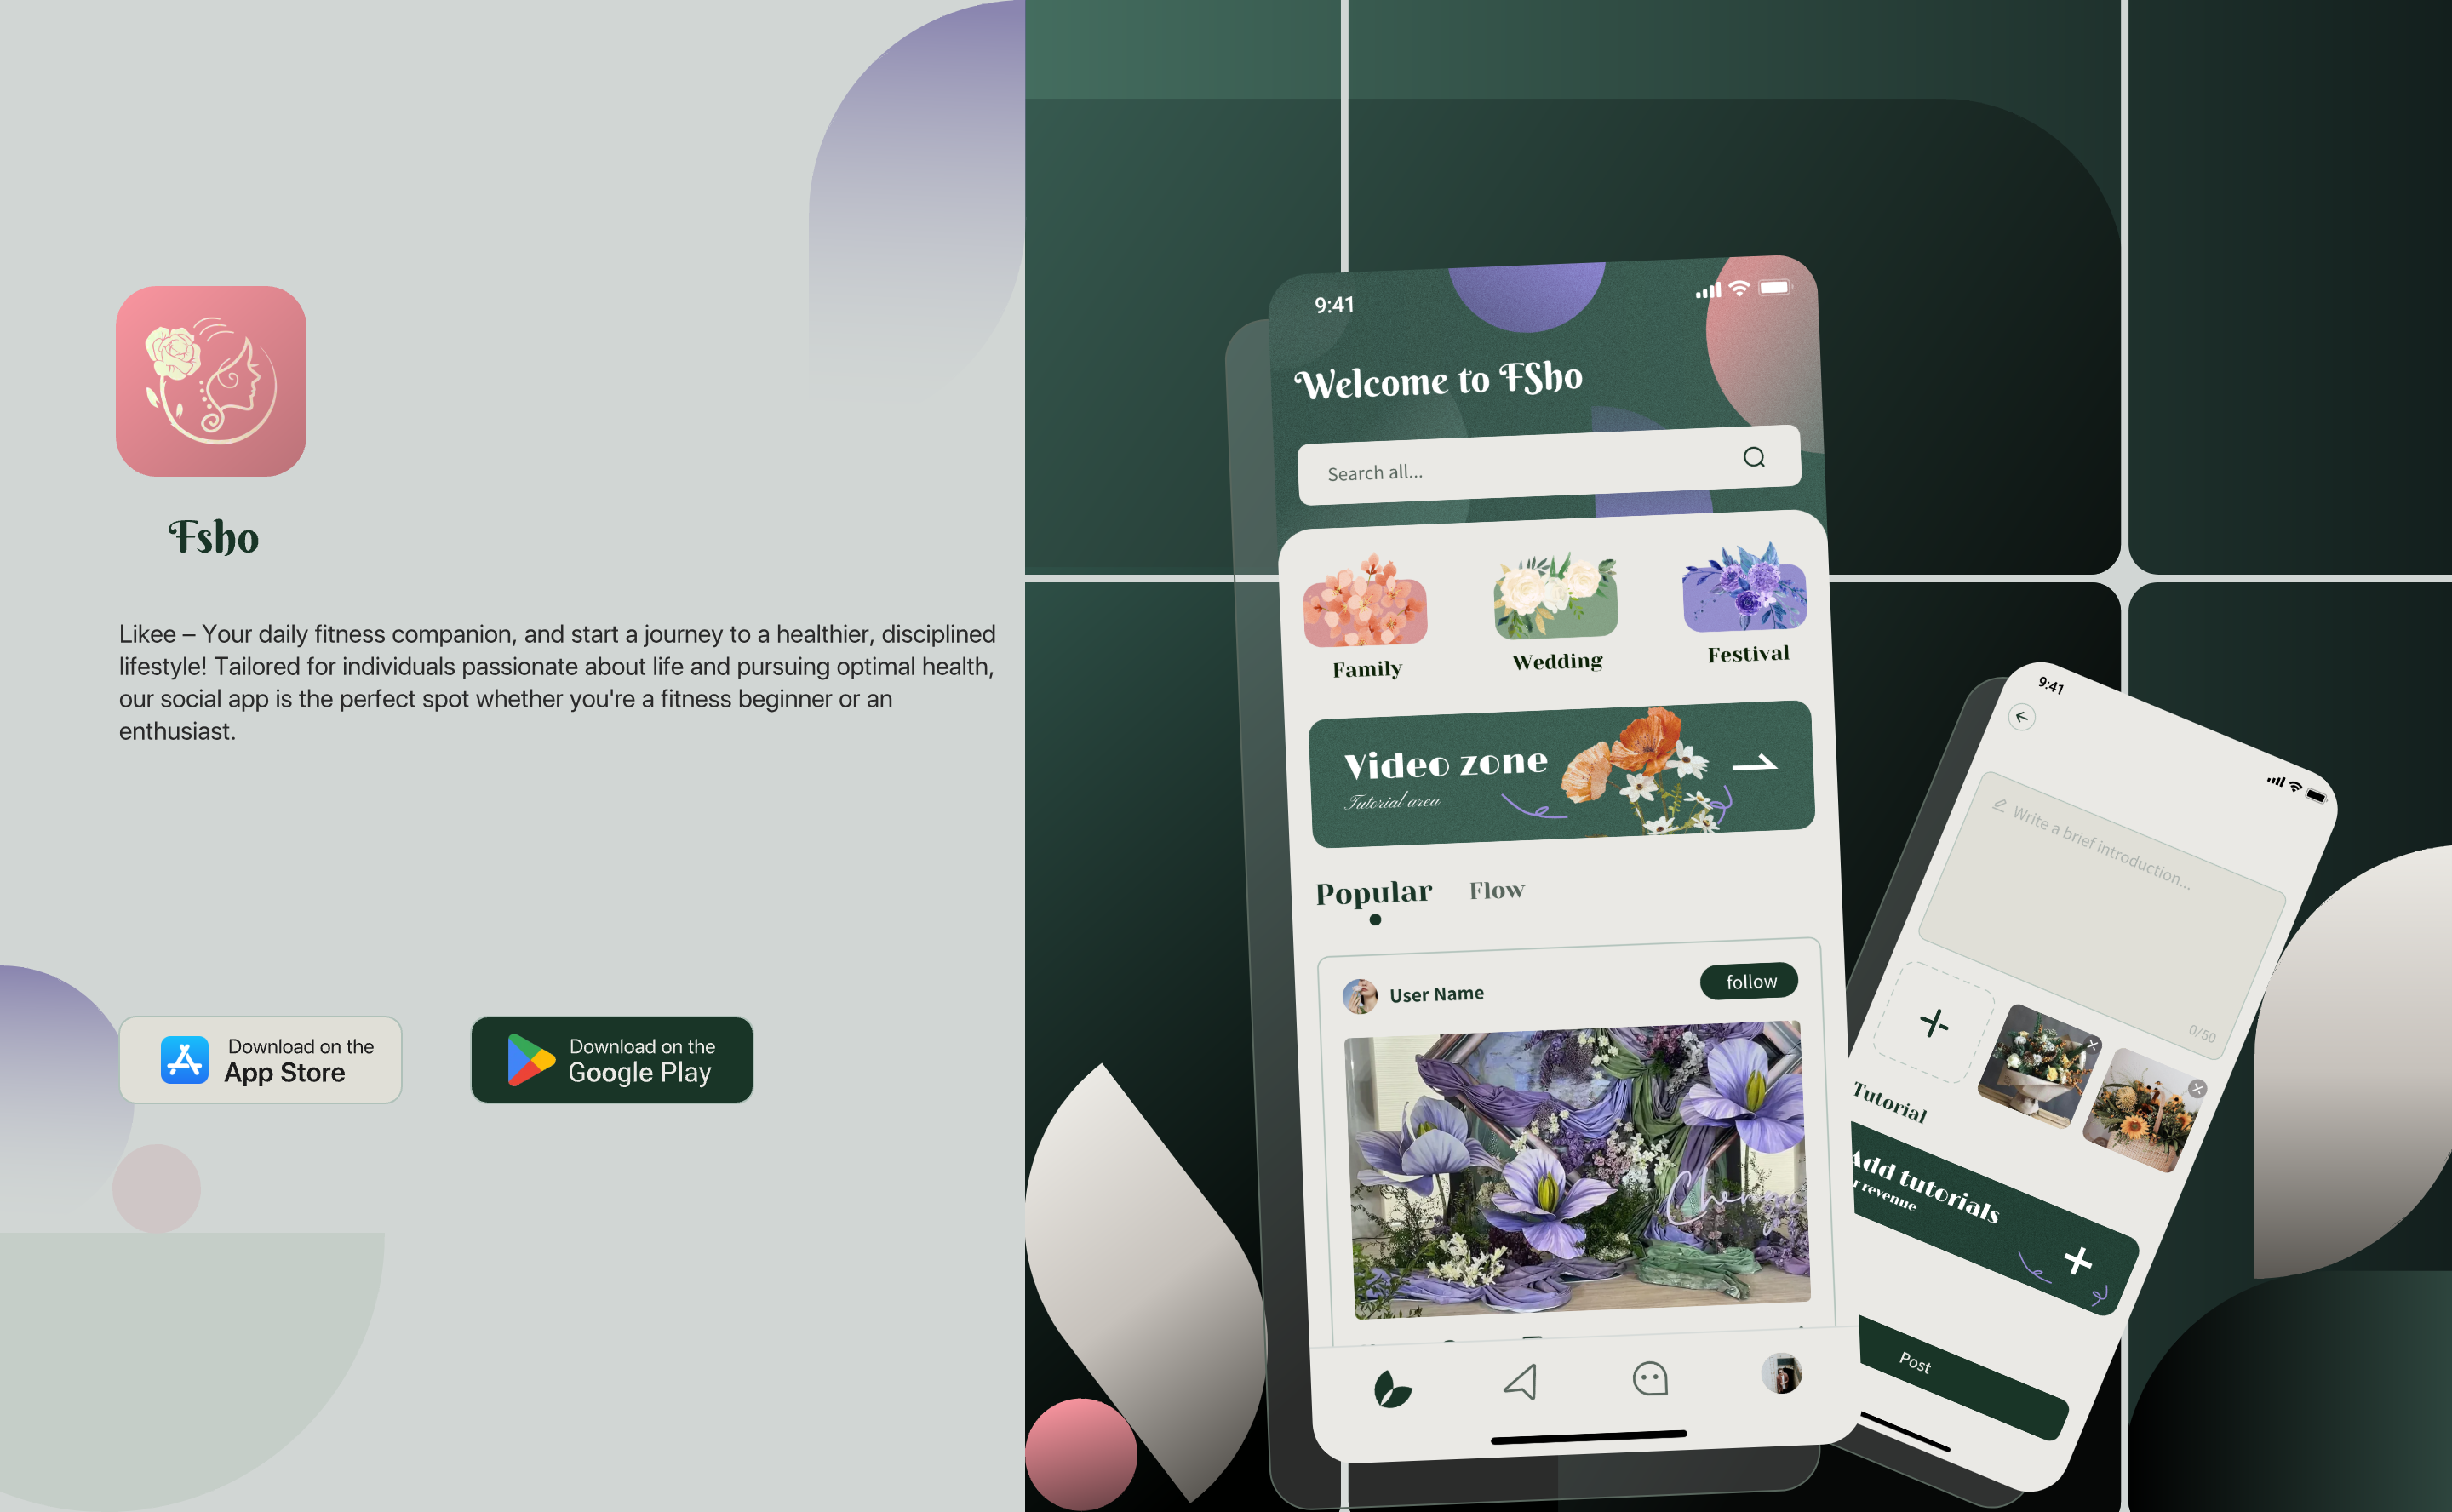 Fsho
Likee – Your daily fitness companion, and start a journey to a healthier, disciplined
lifestyle! Tailored for individuals passionate about life and pursuing optimal health,
our social app is the perfect spot whether you're a fitness beginner or an
enthusiast.
Download on the
App Store
Download on the
Google Play
9:41
Welcome to FSho
Search all...
Family
Wedding
Festival
Video zone
Tutorial area
Popular
Flow
User Name
follow
9:41
Write a brief introduction...
0/50
Tutorial
Add tutorials
r revenue
Post